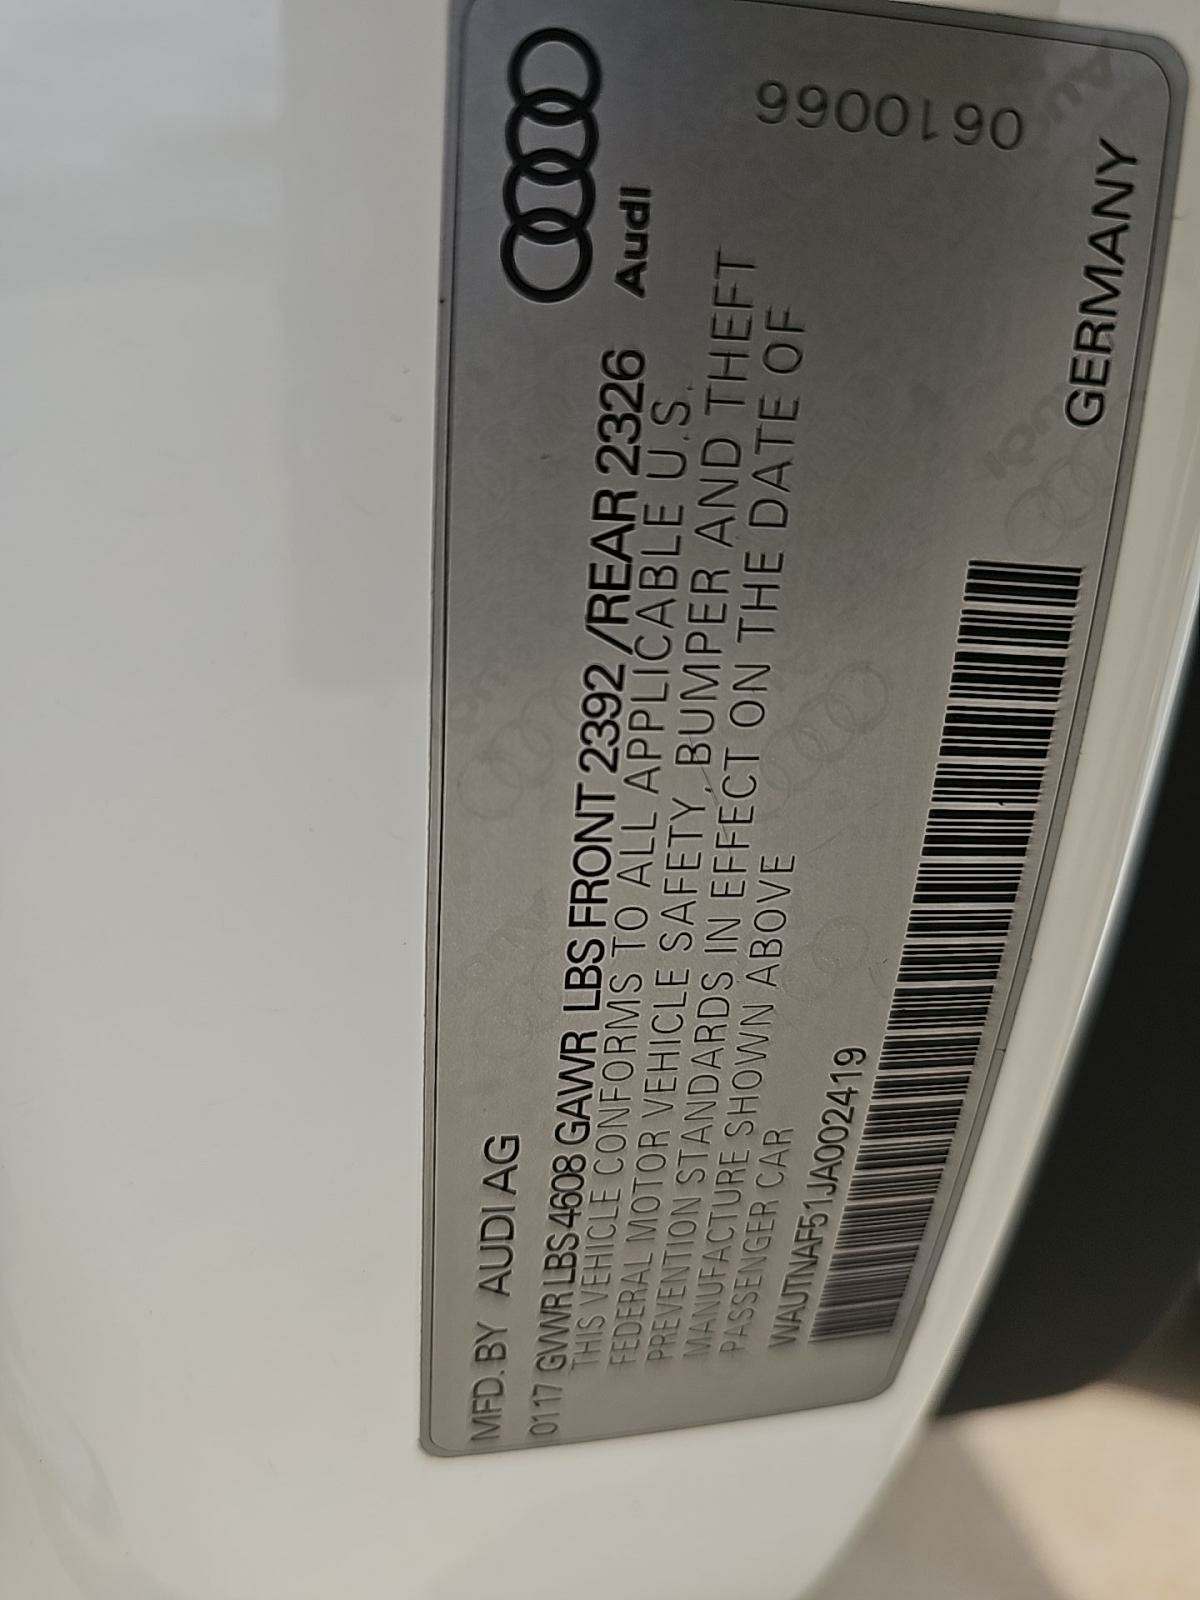 MFD. BY AUDI AG
0117 GVWR LBS 4608 GAWR LBS FRONT 2392 /REAR 2326
Audi
THIS VEHICLE CONFORMS TO ALL APPLICABLE U.S.
FEDERAL MOTOR VEHICLE SAFETY, BUMPER AND THEFT
PREVENTION STANDARDS IN EFFECT ON THE DATE OF
MANUFACTURE SHOWN ABOVE
PASSENGER CAR
WAUTNAF51JA002419
GERMANY
0610066